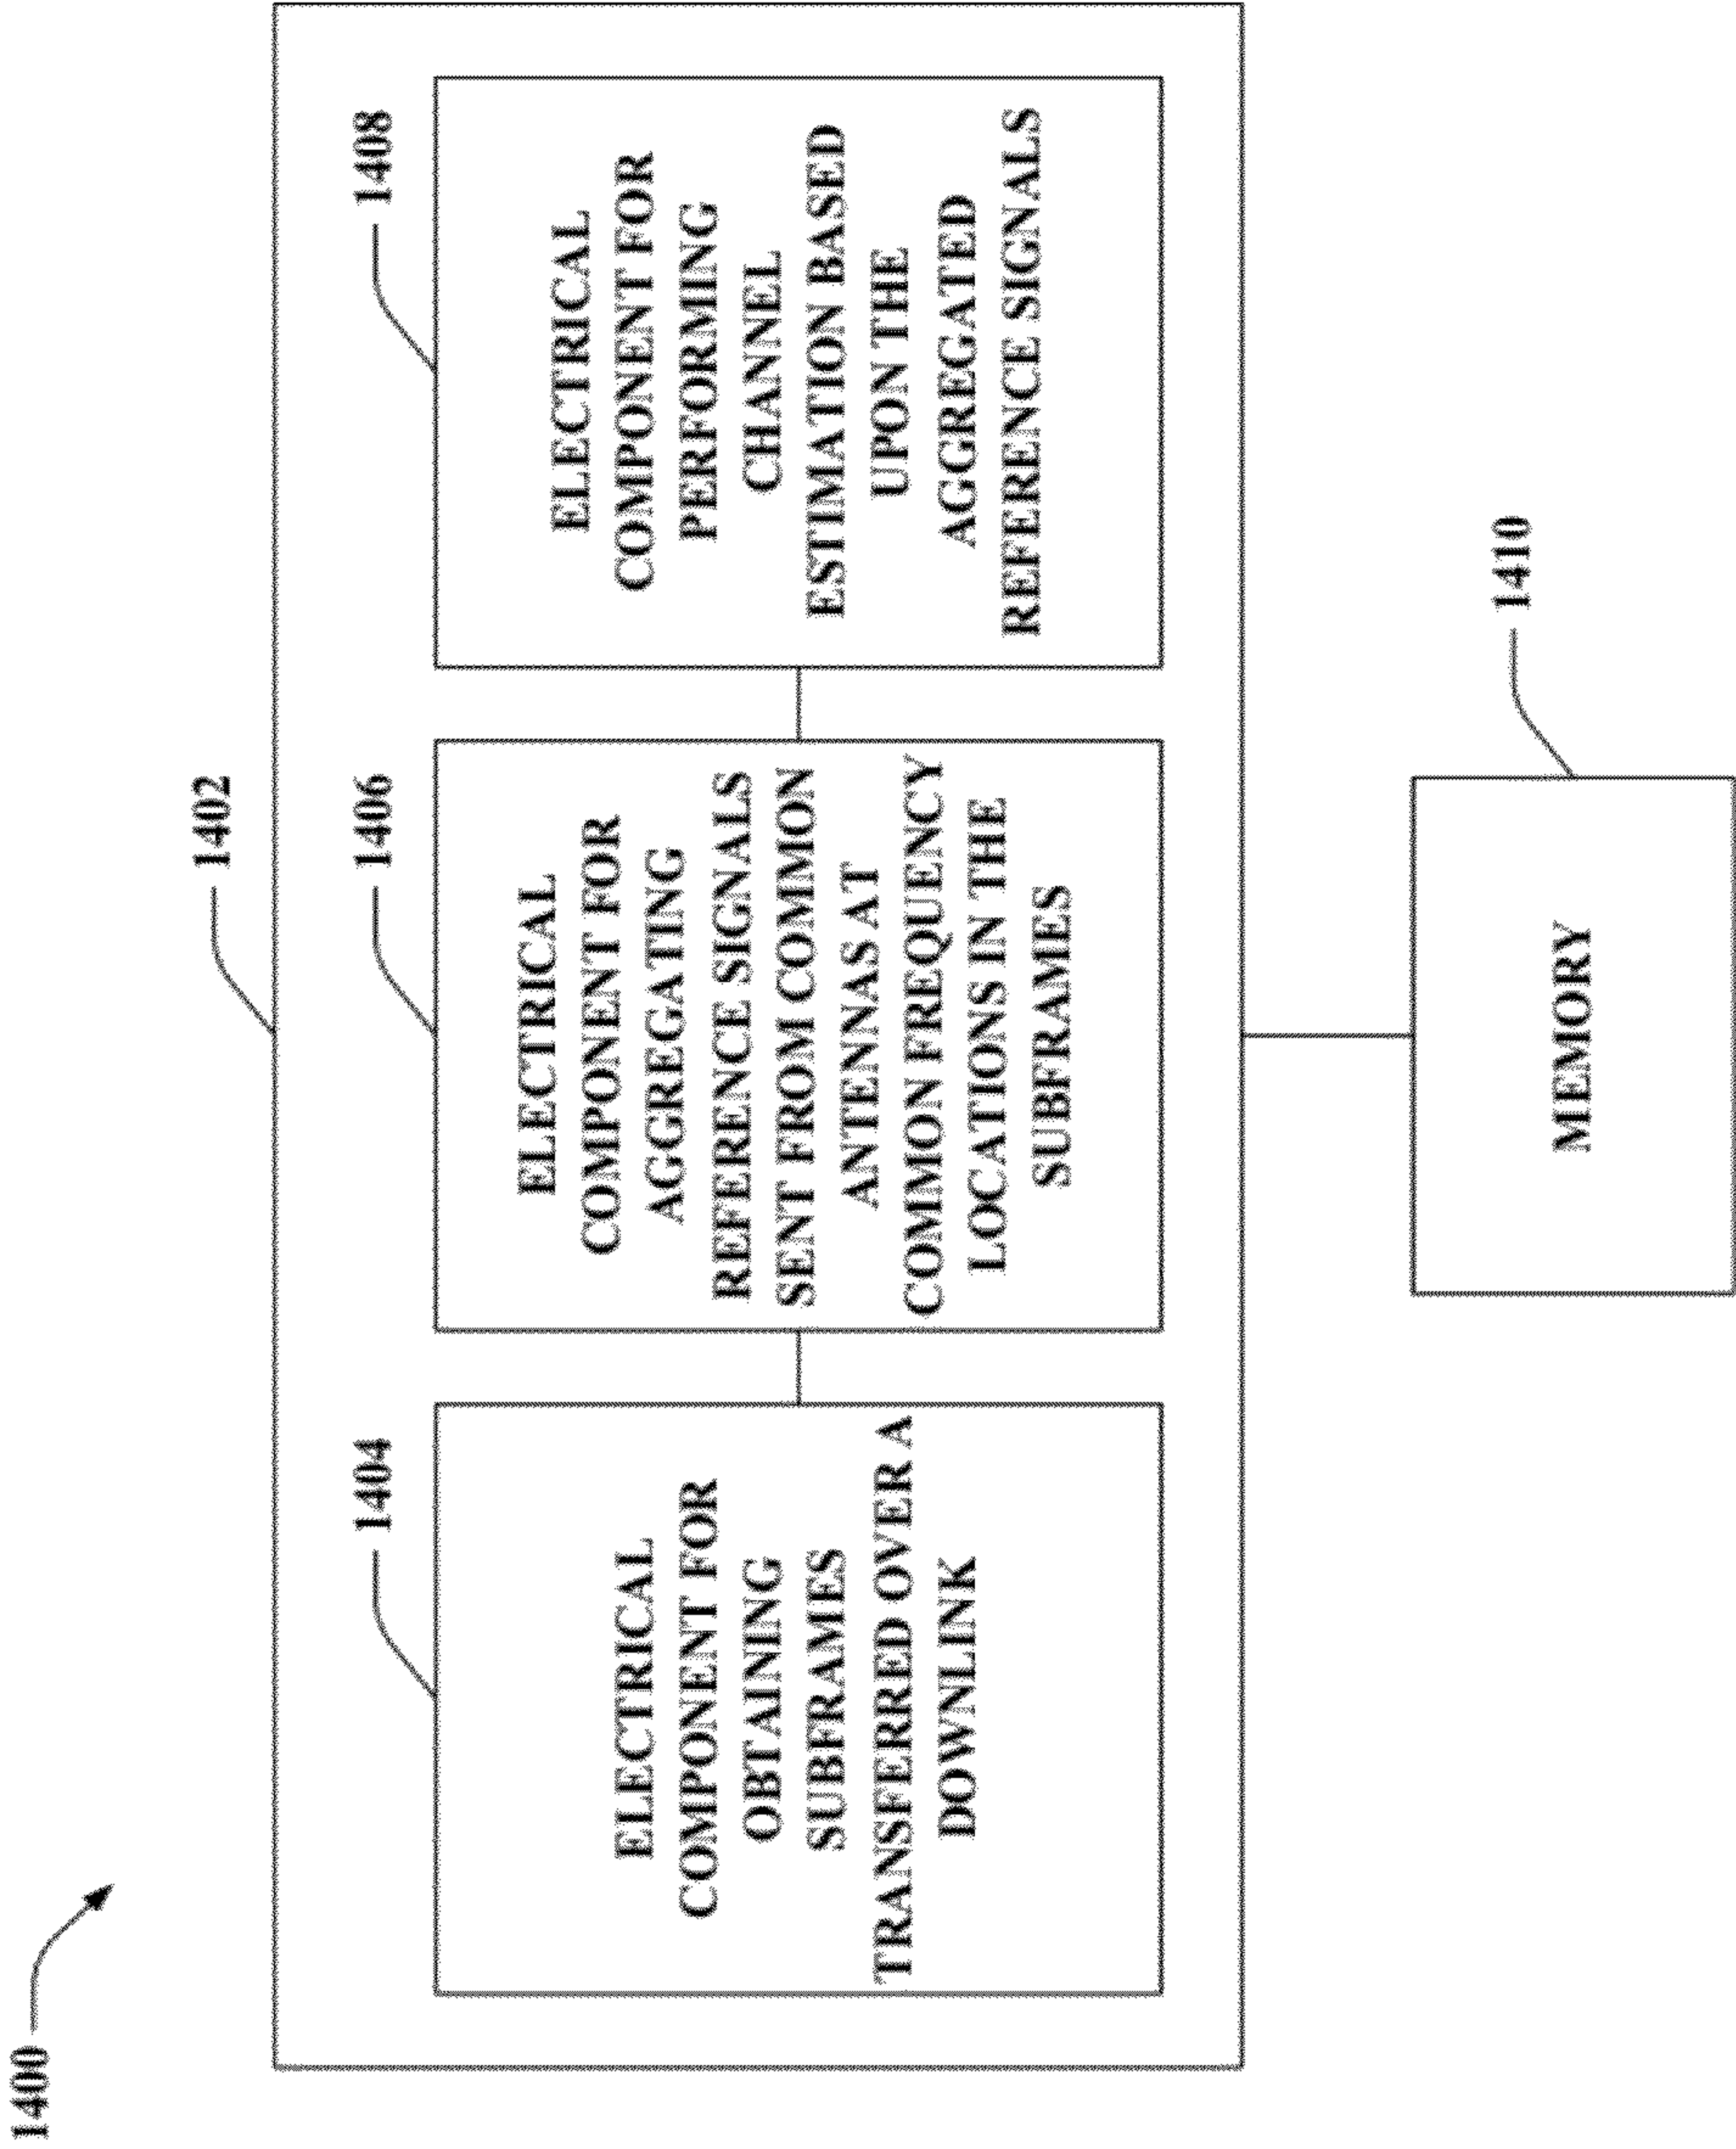 1400
1402
1404
ELECTRICAL
COMPONENT FOR
OBTAINING
SUBFRAMES
TRANSFERRED OVER A
DOWNLINK
1406
ELECTRICAL
COMPONENT FOR
AGGREGATING
REFERENCE SIGNALS
SENT FROM COMMON
ANTENNAS AT
COMMON FREQUENCY
LOCATIONS IN THE
SUBFRAMES
1408
ELECTRICAL
COMPONENT FOR
PERFORMING
CHANNEL
ESTIMATION BASED
UPON THE
AGGREGATED
REFERENCE SIGNALS
1410
MEMORY